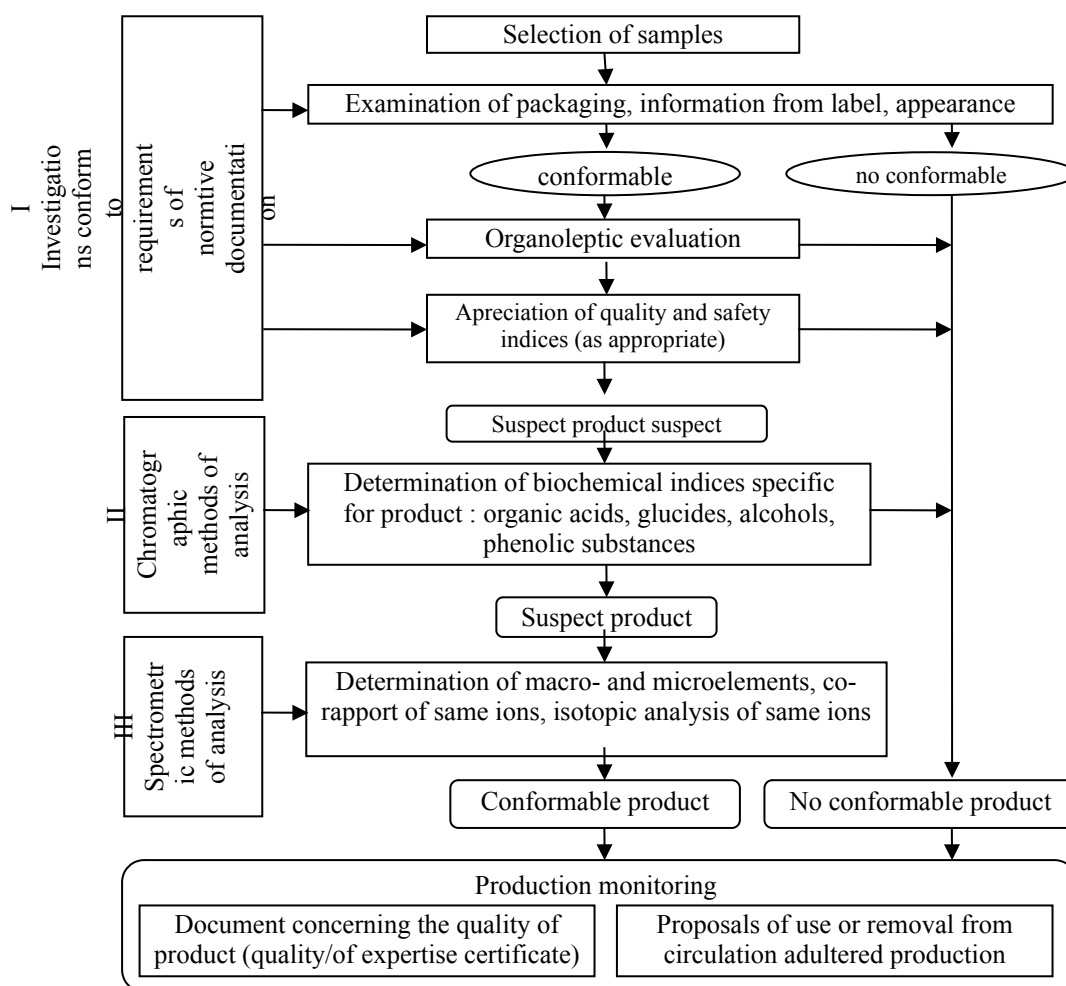 Selection of samples
Examination of packaging, information from label, appearance
conformable
no conformable
I
Investigatio
ns conform
to
requirement
s of
normtive
documentati
on
Organoleptic evaluation
Apreciation of quality and safety
indices (as appropriate)
Suspect product suspect
II
Chromatogr
aphic
methods of
analysis
Determination of biochemical indices specific
for product : organic acids, glucides, alcohols,
phenolic substances
Suspect product
III
Spectrometr
ic methods
of analysis
Determination of macro- and microelements, co-
rapport of same ions, isotopic analysis of same ions
Conformable product
No conformable product
Production monitoring
Document concerning the quality of
product (quality/of expertise certificate)
Proposals of use or removal from
circulation adultered production